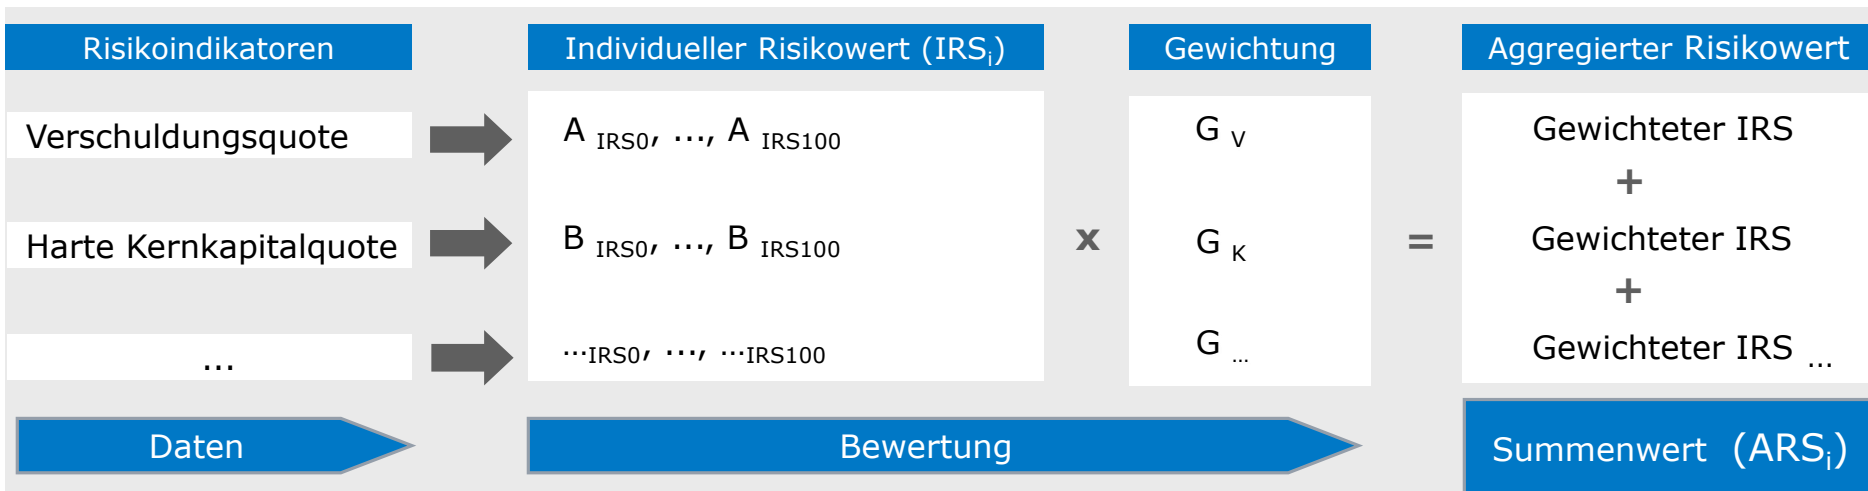 Risikoindikatoren
Individueller Risikowert (IRSi)
Gewichtung
Aggregierter Risikowert
Verschuldungsquote
A IRS0, ..., A IRS100
G V
Gewichteter IRS
+
Harte Kernkapitalquote
B IRS0, ..., B IRS100
x
G K
=
Gewichteter IRS
+
...
...IRS0, ..., ...IRS100
G ...
Gewichteter IRS ...
Daten
Bewertung
Summenwert (ARSi)